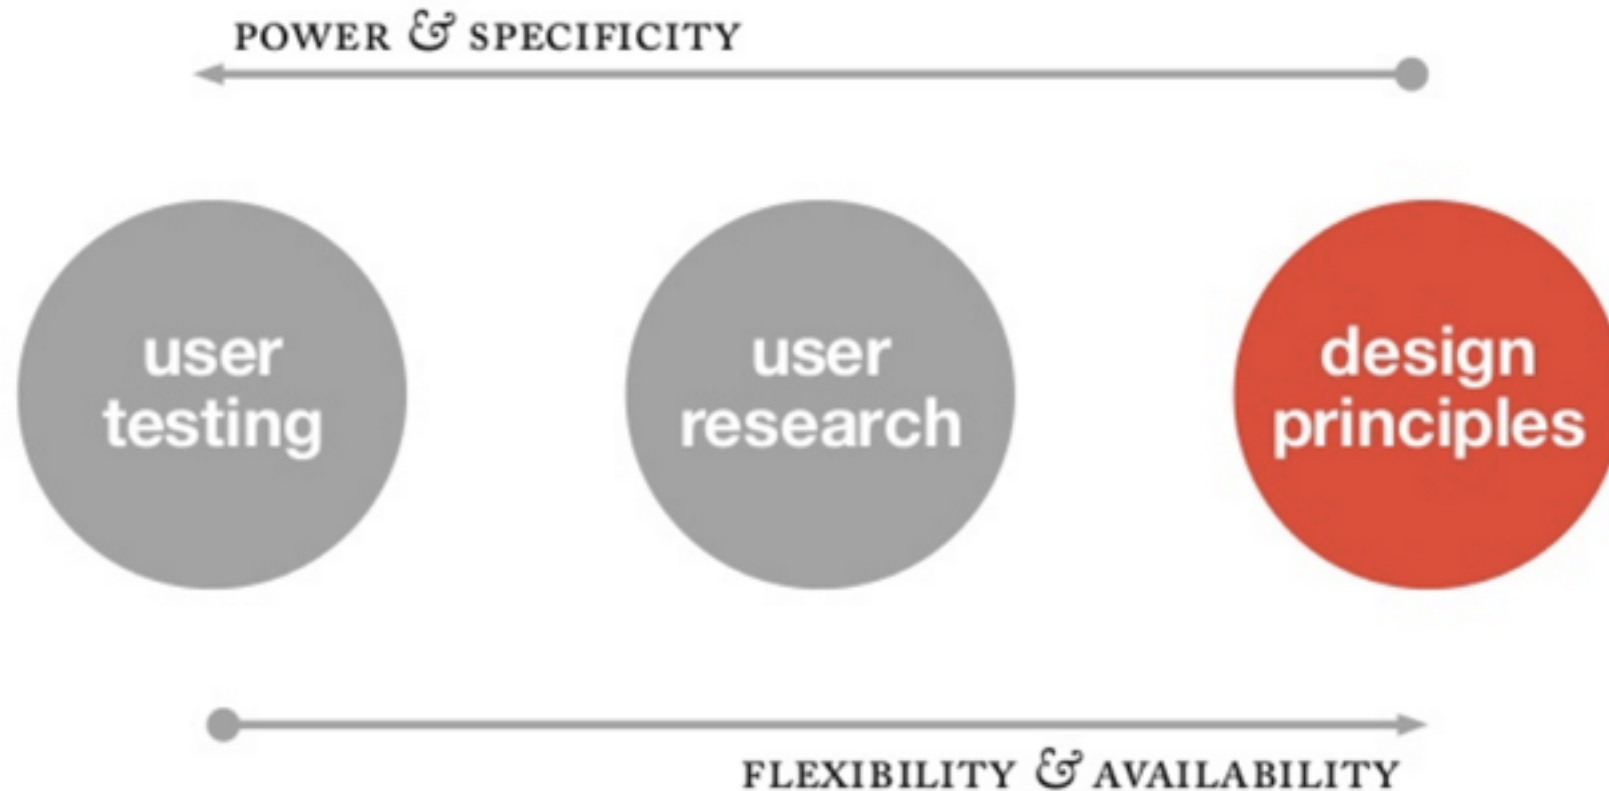 POWER & SPECIFICITY
user
testing
user
research
design
principles
FLEXIBILITY & AVAILABILITY